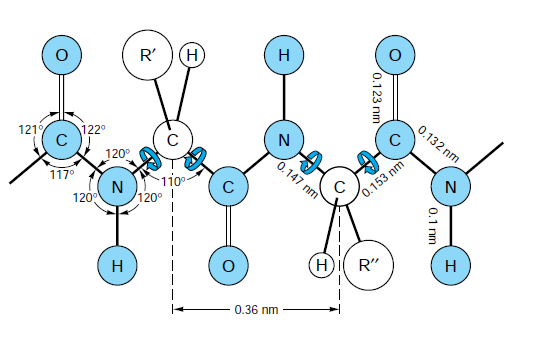 O
R′
H
H
O
121°
C
122°
C
N
C
0.123 nm
0.132 nm
117°
120°
110°
120°
N
120°
C
0.147 nm
C
0.153 nm
N
0.1 nm
H
O
H
R″
H
0.36 nm